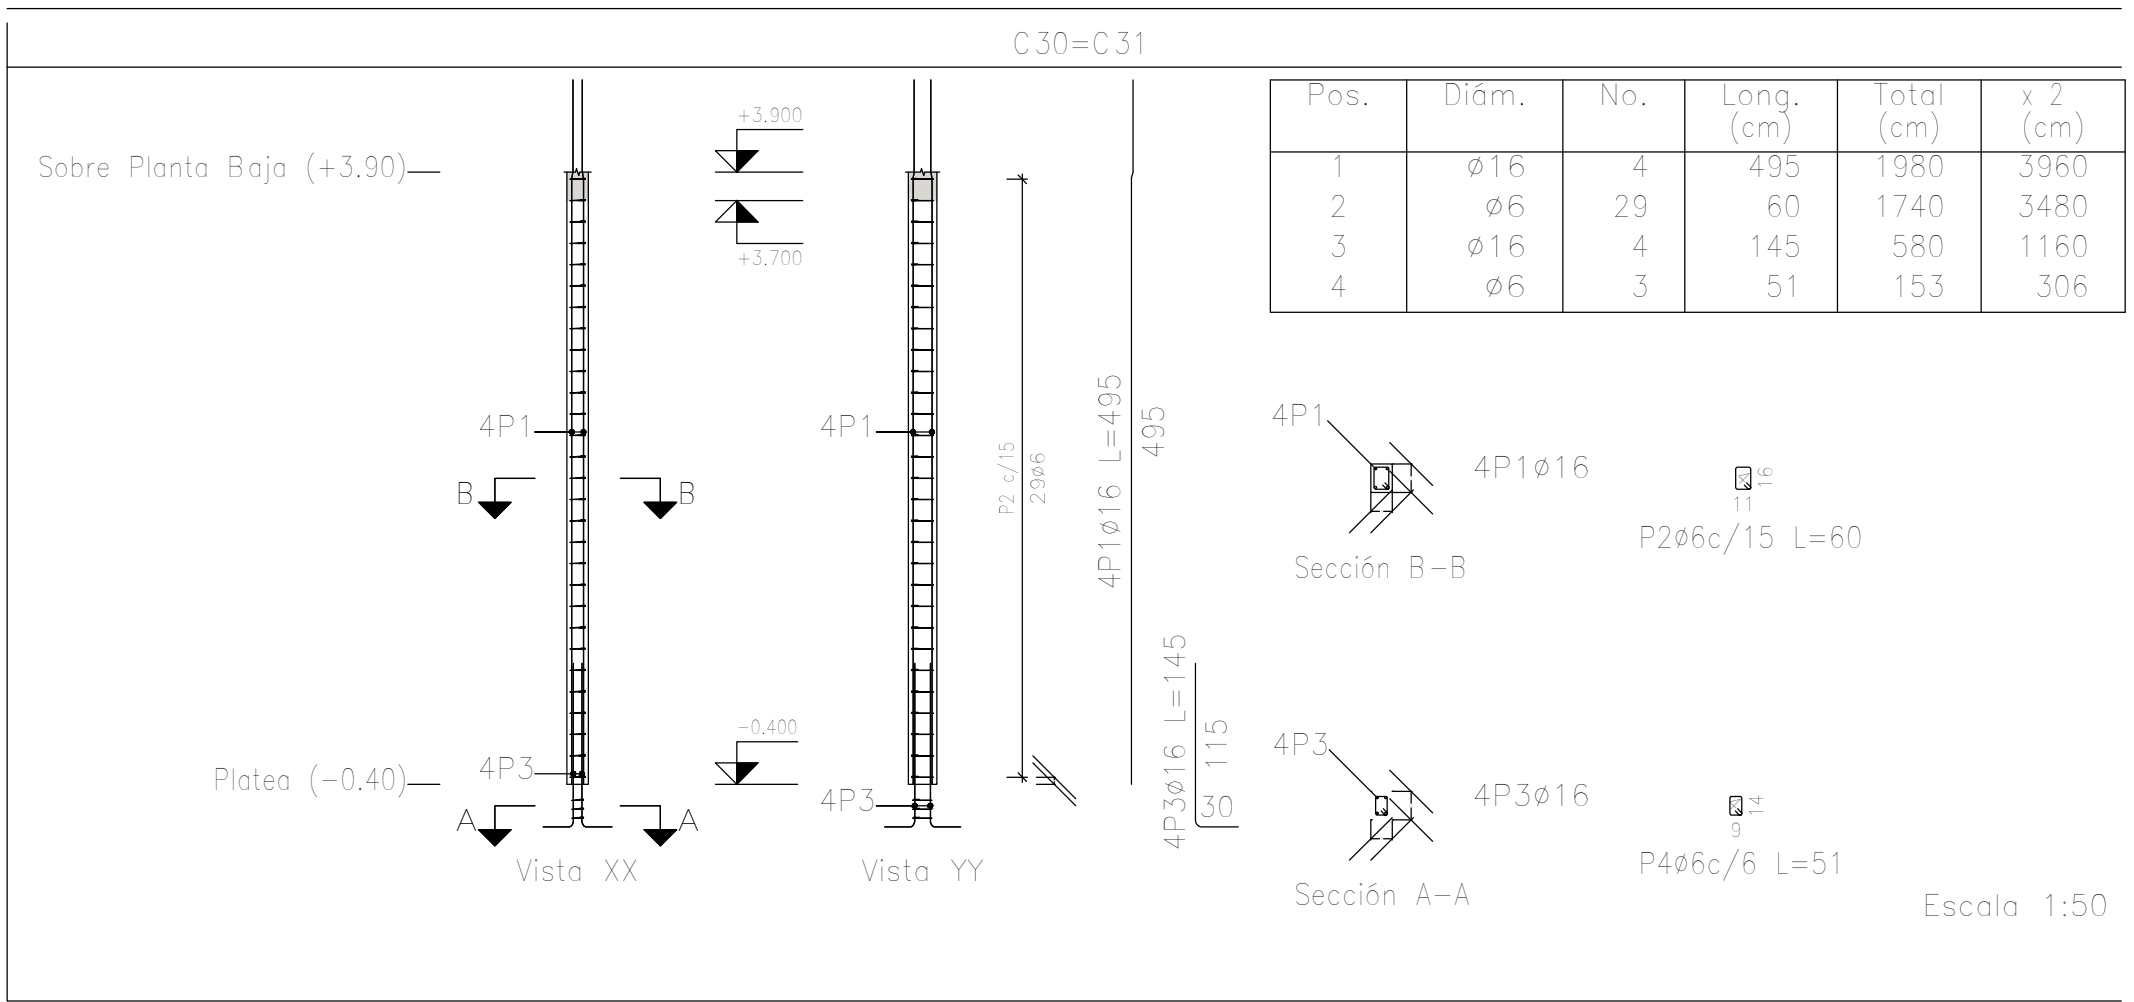 C30=C31
Sobre Planta Baja (+3.90)
+3.900
+3.700
4P1
4P1
B
B
Platea (-0.40)
4P3
-0.400
4P3
A
A
Vista XX
Vista YY
P2 c/15
29ø6
4P1ø16 L=495
495
4P3ø16 L=145
115
30
Pos. Diám. No. Long. (cm) Total (cm) x 2 (cm)
1 ø16 4 495 1980 3960
2 ø6 29 60 1740 3480
3 ø16 4 145 580 1160
4 ø6 3 51 153 306
4P1
4P1ø16
Sección B-B
16
11
P2ø6c/15 L=60
4P3
4P3ø16
Sección A-A
14
9
P4ø6c/6 L=51
Escala 1:50